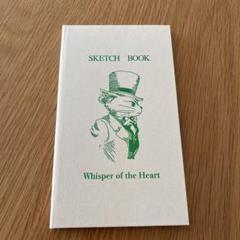 SKETCH BOOK
Whisper of the Heart